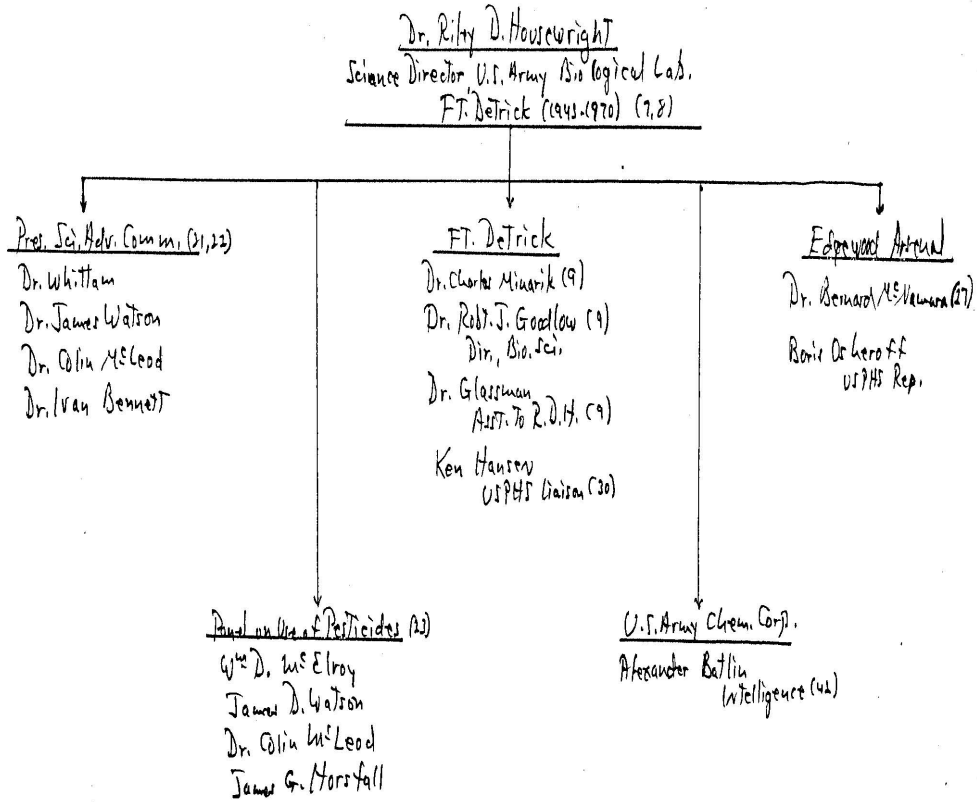 Dr. Riley D. Housewright
Science Director, U.S. Army Biological Lab.
FT. Detrick (1943-1970) (7,8)
Pres. Sci. Adv. Comm. (21,22)
Dr. Whittam
Dr. James Watson
Dr. Colin McLeod
Dr. Ivan Bennett
FT. Detrick
Dr. Charles Minarik (9)
Dr. Robt. J. Goodlow (9)
Dir., Bio. Sci.
Dr. Glassman
Asst. To R.D.H. (9)
Ken Hansen
USPHS Liaison (30)
Edgewood Arsenal
Dr. Bernard McNamara (27)
Boris Osheroff
USPHS Rep.
Panel on Use of Pesticides (23)
Wm D. McElroy
James D. Watson
Dr. Colin McLeod
James G. Horsfall
U.S. Army Chem. Corp.
Alexander Batlin
Intelligence (42)